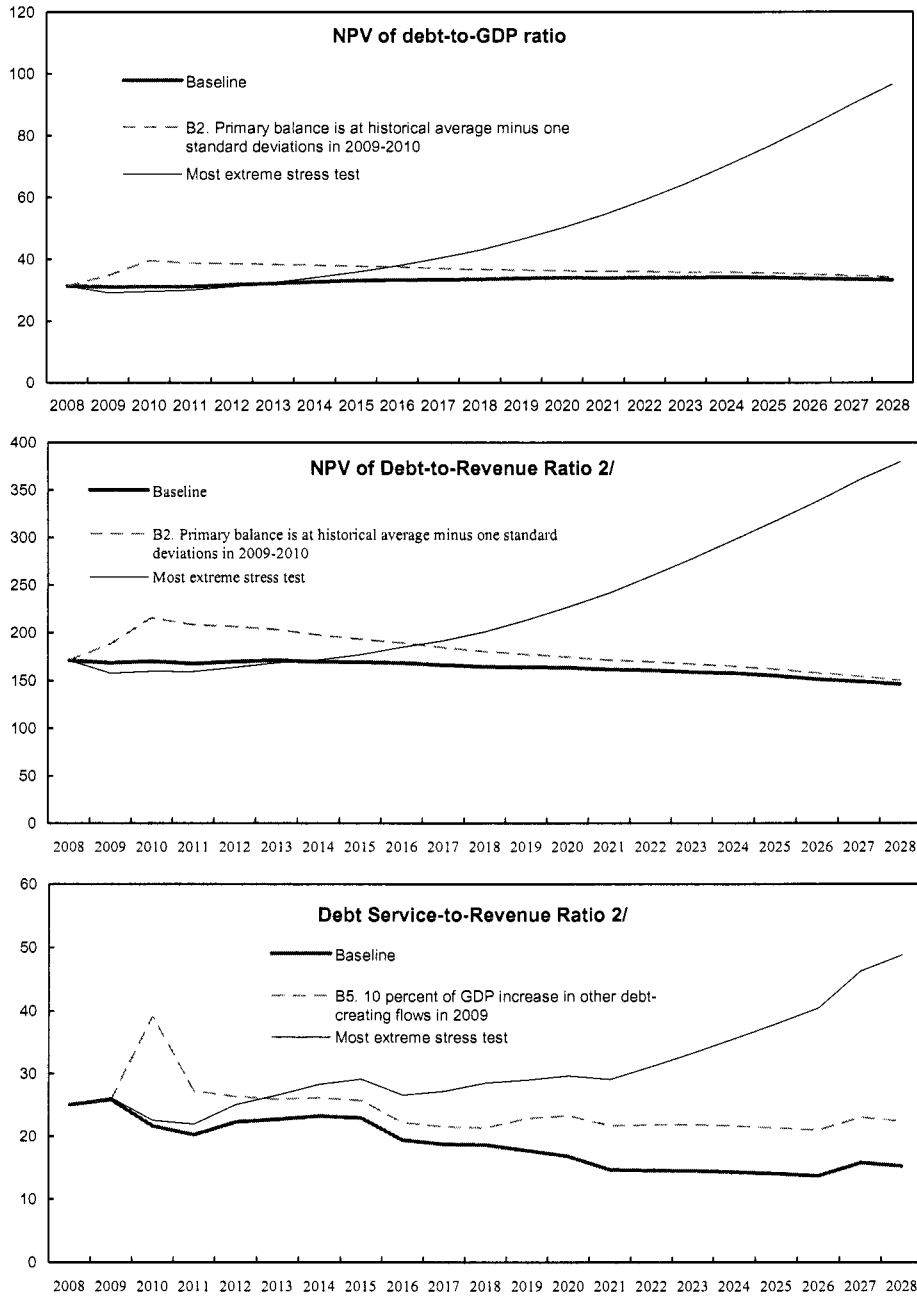 NPV of debt-to-GDP ratio
120
100
80
60
40
20
0
Baseline
B2. Primary balance is at historical average minus one
standard deviations in 2009-2010
Most extreme stress test
2008 2009 2010 2011 2012 2013 2014 2015 2016 2017 2018 2019 2020 2021 2022 2023 2024 2025 2026 2027 2028
NPV of Debt-to-Revenue Ratio 2/
400
350
300
250
200
150
100
50
0
Baseline
B2. Primary balance is at historical average minus one standard
deviations in 2009-2010
Most extreme stress test
2008 2009 2010 2011 2012 2013 2014 2015 2016 2017 2018 2019 2020 2021 2022 2023 2024 2025 2026 2027 2028
Debt Service-to-Revenue Ratio 2/
60
50
40
30
20
10
0
Baseline
B5. 10 percent of GDP increase in other debt-
creating flows in 2009
Most extreme stress test
2008 2009 2010 2011 2012 2013 2014 2015 2016 2017 2018 2019 2020 2021 2022 2023 2024 2025 2026 2027 2028